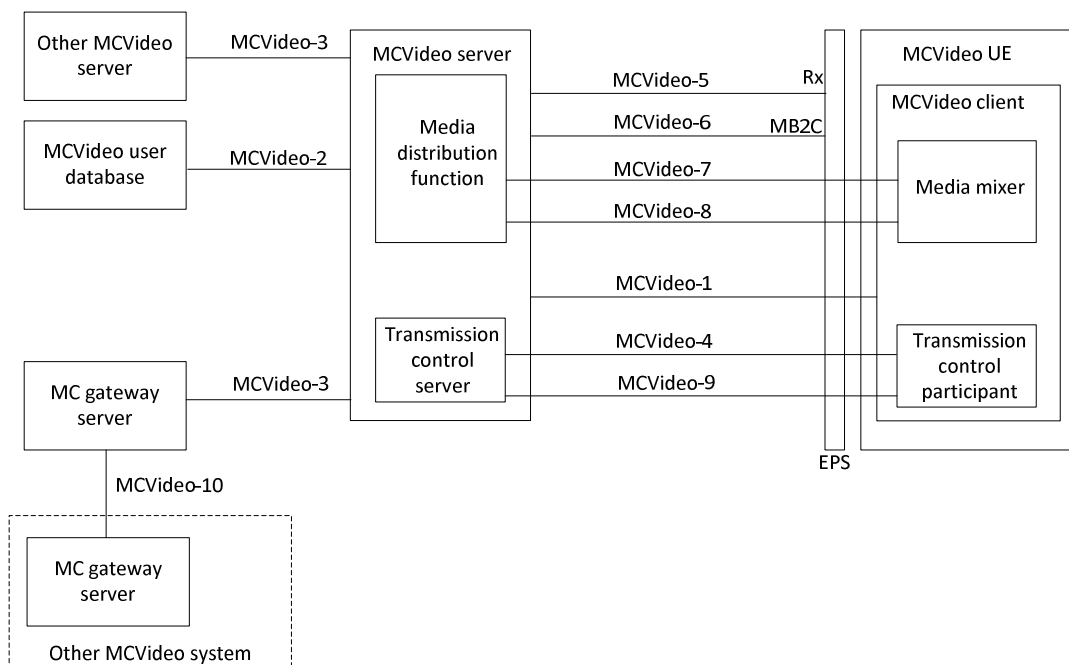 Other MCVideo
server
MCVideo-3
MCVideo user
database
MCVideo-2
MCVideo server
Media
distribution
function
MCVideo-5
Rx
MCVideo-6
MB2C
MCVideo-7
MCVideo-8
MCVideo UE
MCVideo client
Media mixer
MCVideo-1
Transmission
control
server
MCVideo-4
MCVideo-9
Transmission
control
participant
EPS
MC gateway
server
MCVideo-3
MCVideo-10
MC gateway
server
Other MCVideo system